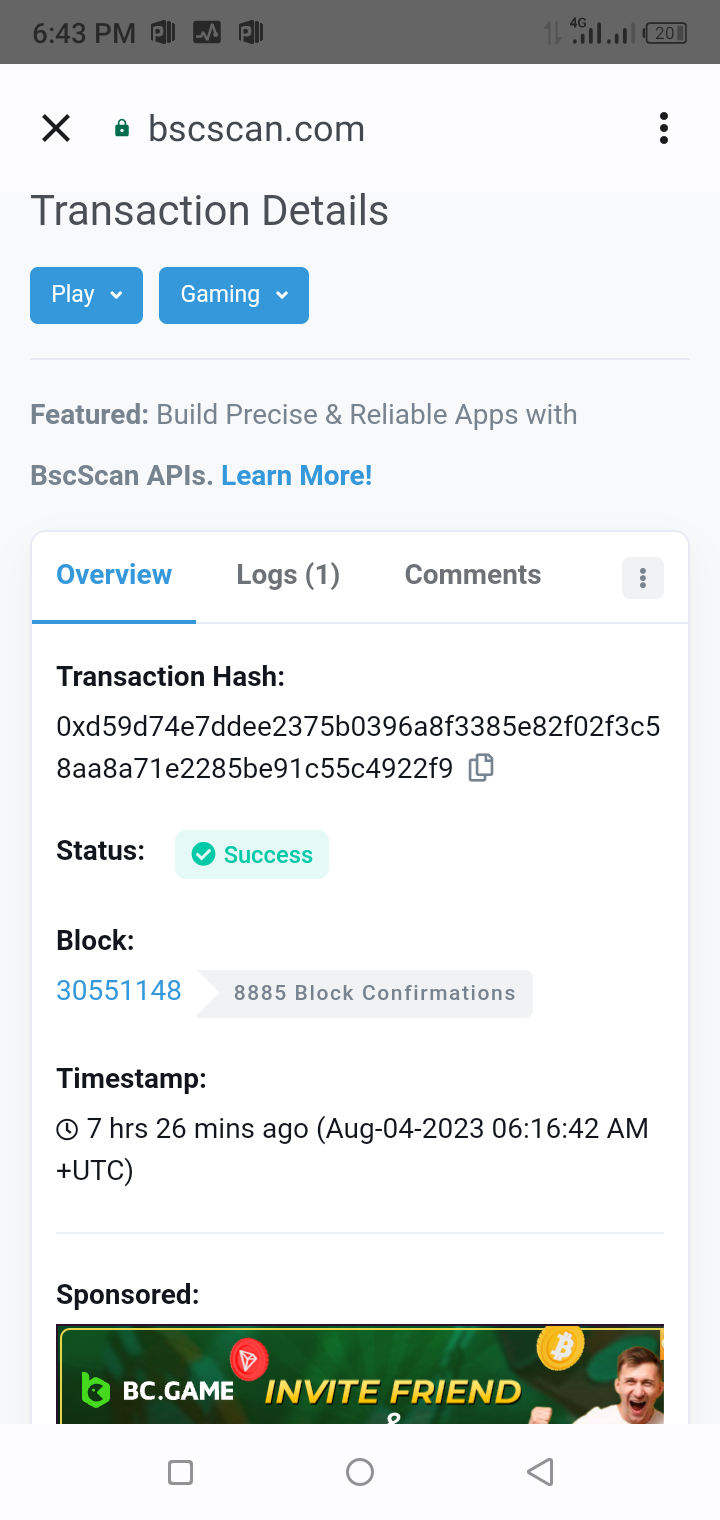 6:43 PM
4G
20
bscscan.com
Transaction Details
Play
Gaming
Featured: Build Precise & Reliable Apps with
BscScan APIs. Learn More!
Overview
Logs (1)
Comments
Transaction Hash:
0xd59d74e7ddee2375b0396a8f3385e82f02f3c5
8aa8a71e2285be91c55c4922f9
Status:
Success
Block:
30551148
8885 Block Confirmations
Timestamp:
7 hrs 26 mins ago (Aug-04-2023 06:16:42 AM
+UTC)
Sponsored:
BC.GAME
INVITE FRIEND
&